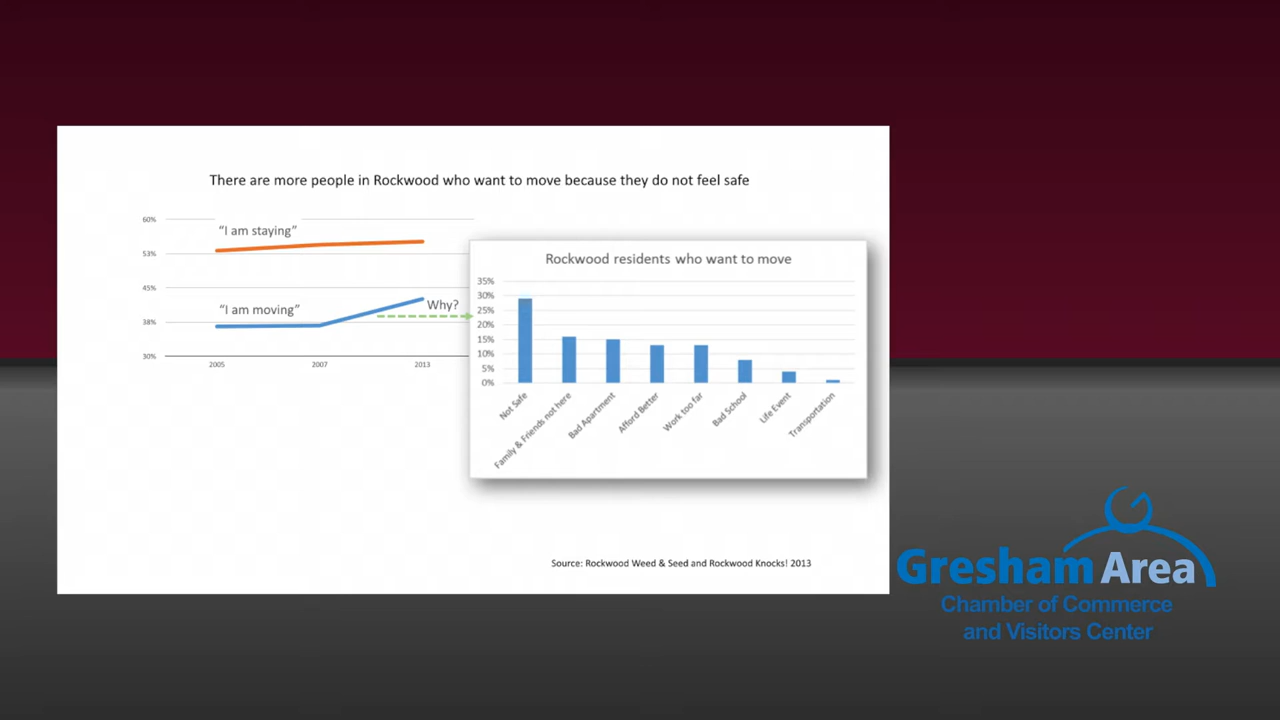 There are more people in Rockwood who want to move because they do not feel safe
60%
"I am staying"
53%
45%
"I am moving"
Why?
38%
30%
2005
2007
2013
Rockwood residents who want to move
35%
30%
25%
20%
15%
10%
5%
0%
Not Safe
Family & Friends not here
Bad Apartment
Afford Better
Work too far
Bad School
Life Event
Transportation
Source: Rockwood Weed & Seed and Rockwood Knocks! 2013
Gresham Area
Chamber of Commerce
and Visitors Center